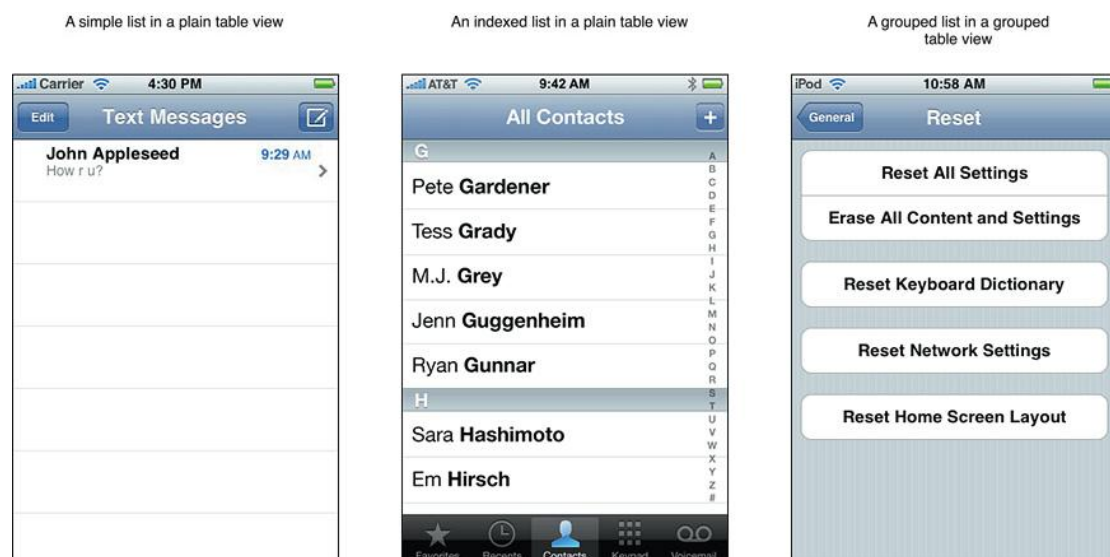 A simple list in a plain table view
Carrier 4:30 PM
Edit Text Messages
John Appleseed 9:29 AM
How r u?
An indexed list in a plain table view
AT&T 9:42 AM
All Contacts +
G
Pete Gardener
Tess Grady
M.J. Grey
Jenn Guggenheim
Ryan Gunnar
H
Sara Hashimoto
Em Hirsch
A
B
C
D
E
F
G
H
I
J
K
L
M
N
O
P
Q
R
S
T
U
V
W
X
Y
Z
#
Favorites Recents Contacts Keypad Voicemail
A grouped list in a grouped
table view
iPod 10:58 AM
General Reset
Reset All Settings
Erase All Content and Settings
Reset Keyboard Dictionary
Reset Network Settings
Reset Home Screen Layout